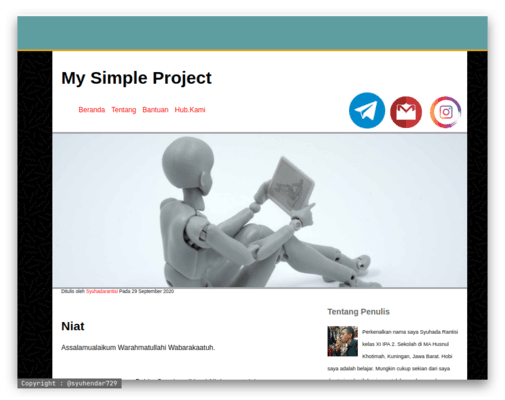 My Simple Project
Beranda Tentang Bantuan Hub.Kami
Ditulis oleh Syuhadarantisi Pada 29 September 2020
Niat
Assalamualaikum Warahmatullahi Wabarakaatuh.
Tentang Penulis
Perkenalkan nama saya Syuhada Rantisi
kelas XI IPA 2. Sekolah di MA Husnul
Khotimah, Kuningan, Jawa Barat. Hobi
saya adalah belajar. Mungkin cukup sekian dari saya
Copyright : @syuhendar729